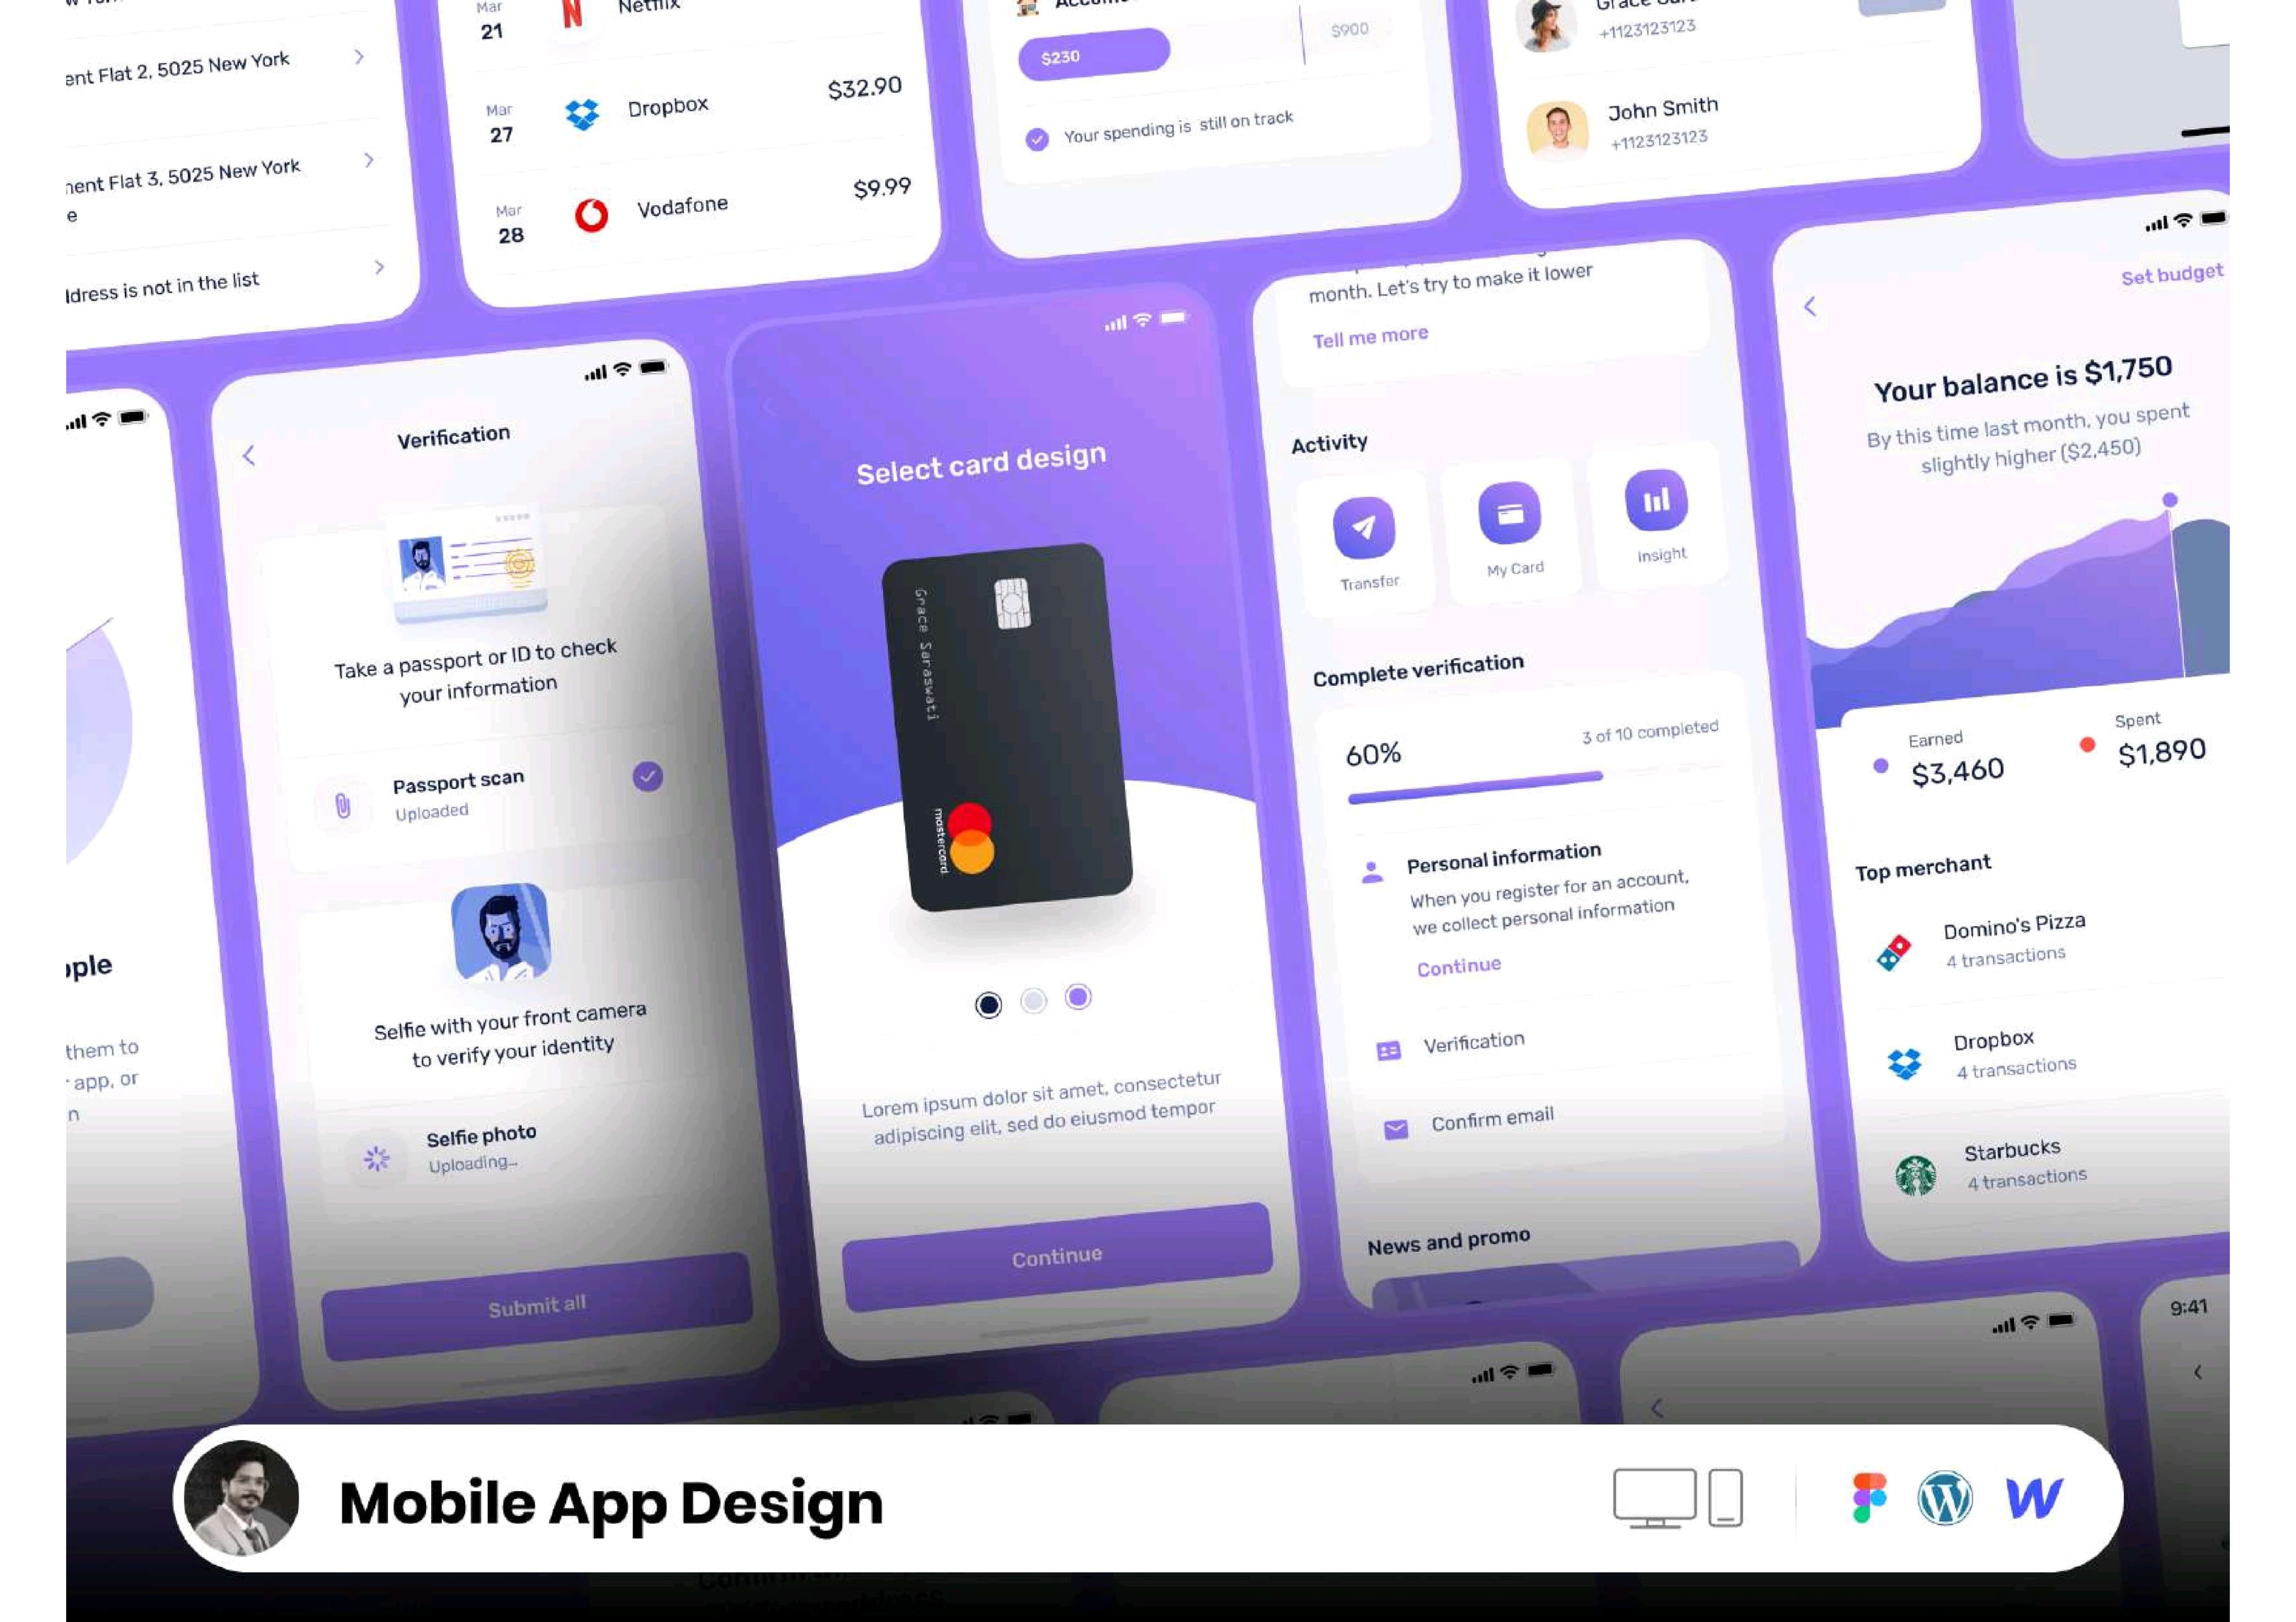 ent Flat 2, 5025 New York
nent Flat 3, 5025 New York
e
ldress is not in the list
Mar
21
Netflix
Mar
27
Dropbox
$32.90
Mar
28
Vodafone
$9.99
$230
$900
Your spending is still on track
+1123123123
John Smith
+1123123123
ople
them to
app, or
n
Verification
Take a passport or ID to check
your information
Passport scan
Uploaded
Selfie with your front camera
to verify your identity
Selfie photo
Uploading...
Submit all
Select card design
Grace Saraswati
mastercard
Lorem ipsum dolor sit amet, consectetur
adipiscing elit, sed do eiusmod tempor
Continue
month. Let's try to make it lower
Tell me more
Activity
Transfer
My Card
Insight
Complete verification
60%
3 of 10 completed
Personal information
When you register for an account,
we collect personal information
Continue
Verification
Confirm email
News and promo
Set budget
Your balance is $1,750
By this time last month, you spent
slightly higher ($2,450)
Earned
$3,460
Spent
$1,890
Top merchant
Domino's Pizza
4 transactions
Dropbox
4 transactions
Starbucks
4 transactions
9:41
Mobile App Design